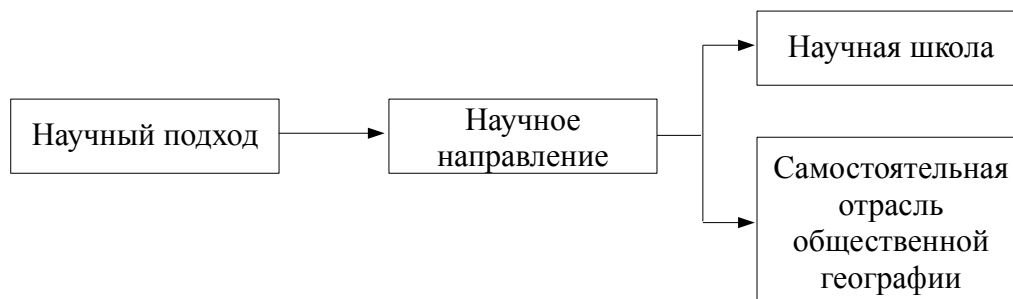 Научный подход
Научное
направление
Научная школа
Самостоятельная
отрасль
общественной
географии